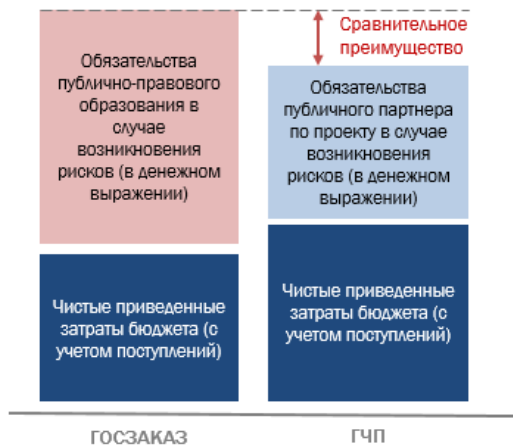 Обязательства
публично-правового
образования в
случае
возникновения
рисков (в денежном
выражении)
Чистые приведенные
затраты бюджета (с
учетом поступлений)
ГОСЗАКАЗ
Сравнительное
преимущество
Обязательства
публичного партнера
по проекту в случае
возникновения
рисков (в денежном
выражении)
Чистые приведенные
затраты бюджета (с
учетом поступлений)
ГЧП